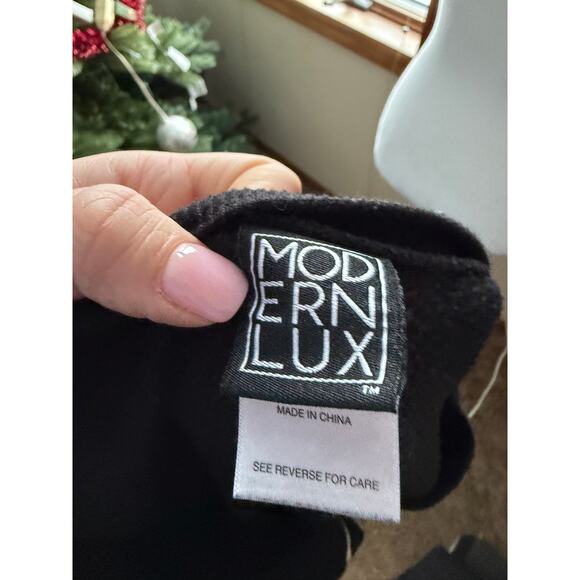 MOD
ERN
LUX
TM
MADE IN CHINA
SEE REVERSE FOR CARE